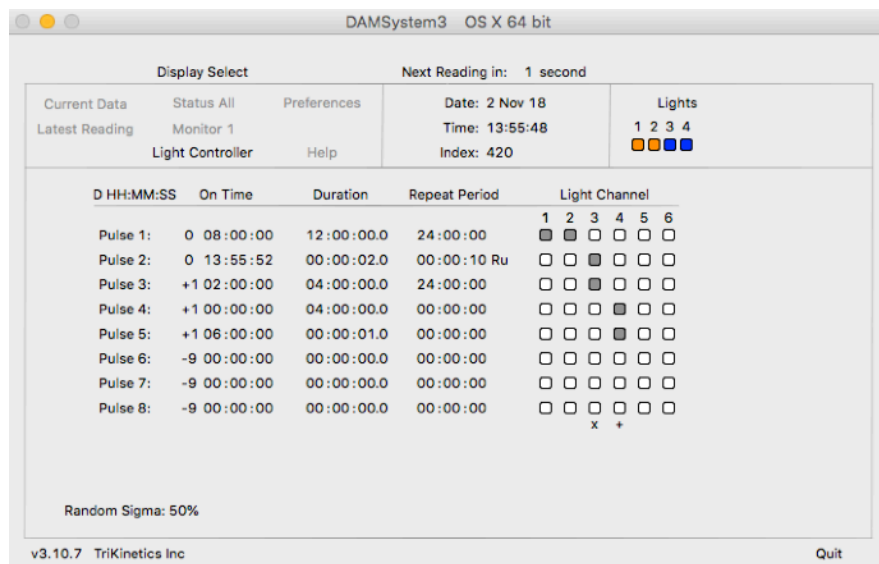 DAMSystem3 OS X 64 bit
Display Select Next Reading in: 1 second
Current Data Status All Preferences Date: 2 Nov 18 Lights
Latest Reading Monitor 1 Time: 13:55:48 1 2 3 4
Light Controller Help Index: 420
D HH:MM:SS On Time Duration Repeat Period Light Channel
1 2 3 4 5 6
Pulse 1: 0 08:00:00 12:00:00.0 24:00:00
Pulse 2: 0 13:55:52 00:00:02.0 00:00:10 Ru
Pulse 3: +1 02:00:00 04:00:00.0 24:00:00
Pulse 4: +1 00:00:00 04:00:00.0 00:00:00
Pulse 5: +1 06:00:00 00:00:01.0 00:00:00
Pulse 6: -9 00:00:00 00:00:00.0 00:00:00
Pulse 7: -9 00:00:00 00:00:00.0 00:00:00
Pulse 8: -9 00:00:00 00:00:00.0 00:00:00
x +
Random Sigma: 50%
v3.10.7 TriKinetics Inc Quit